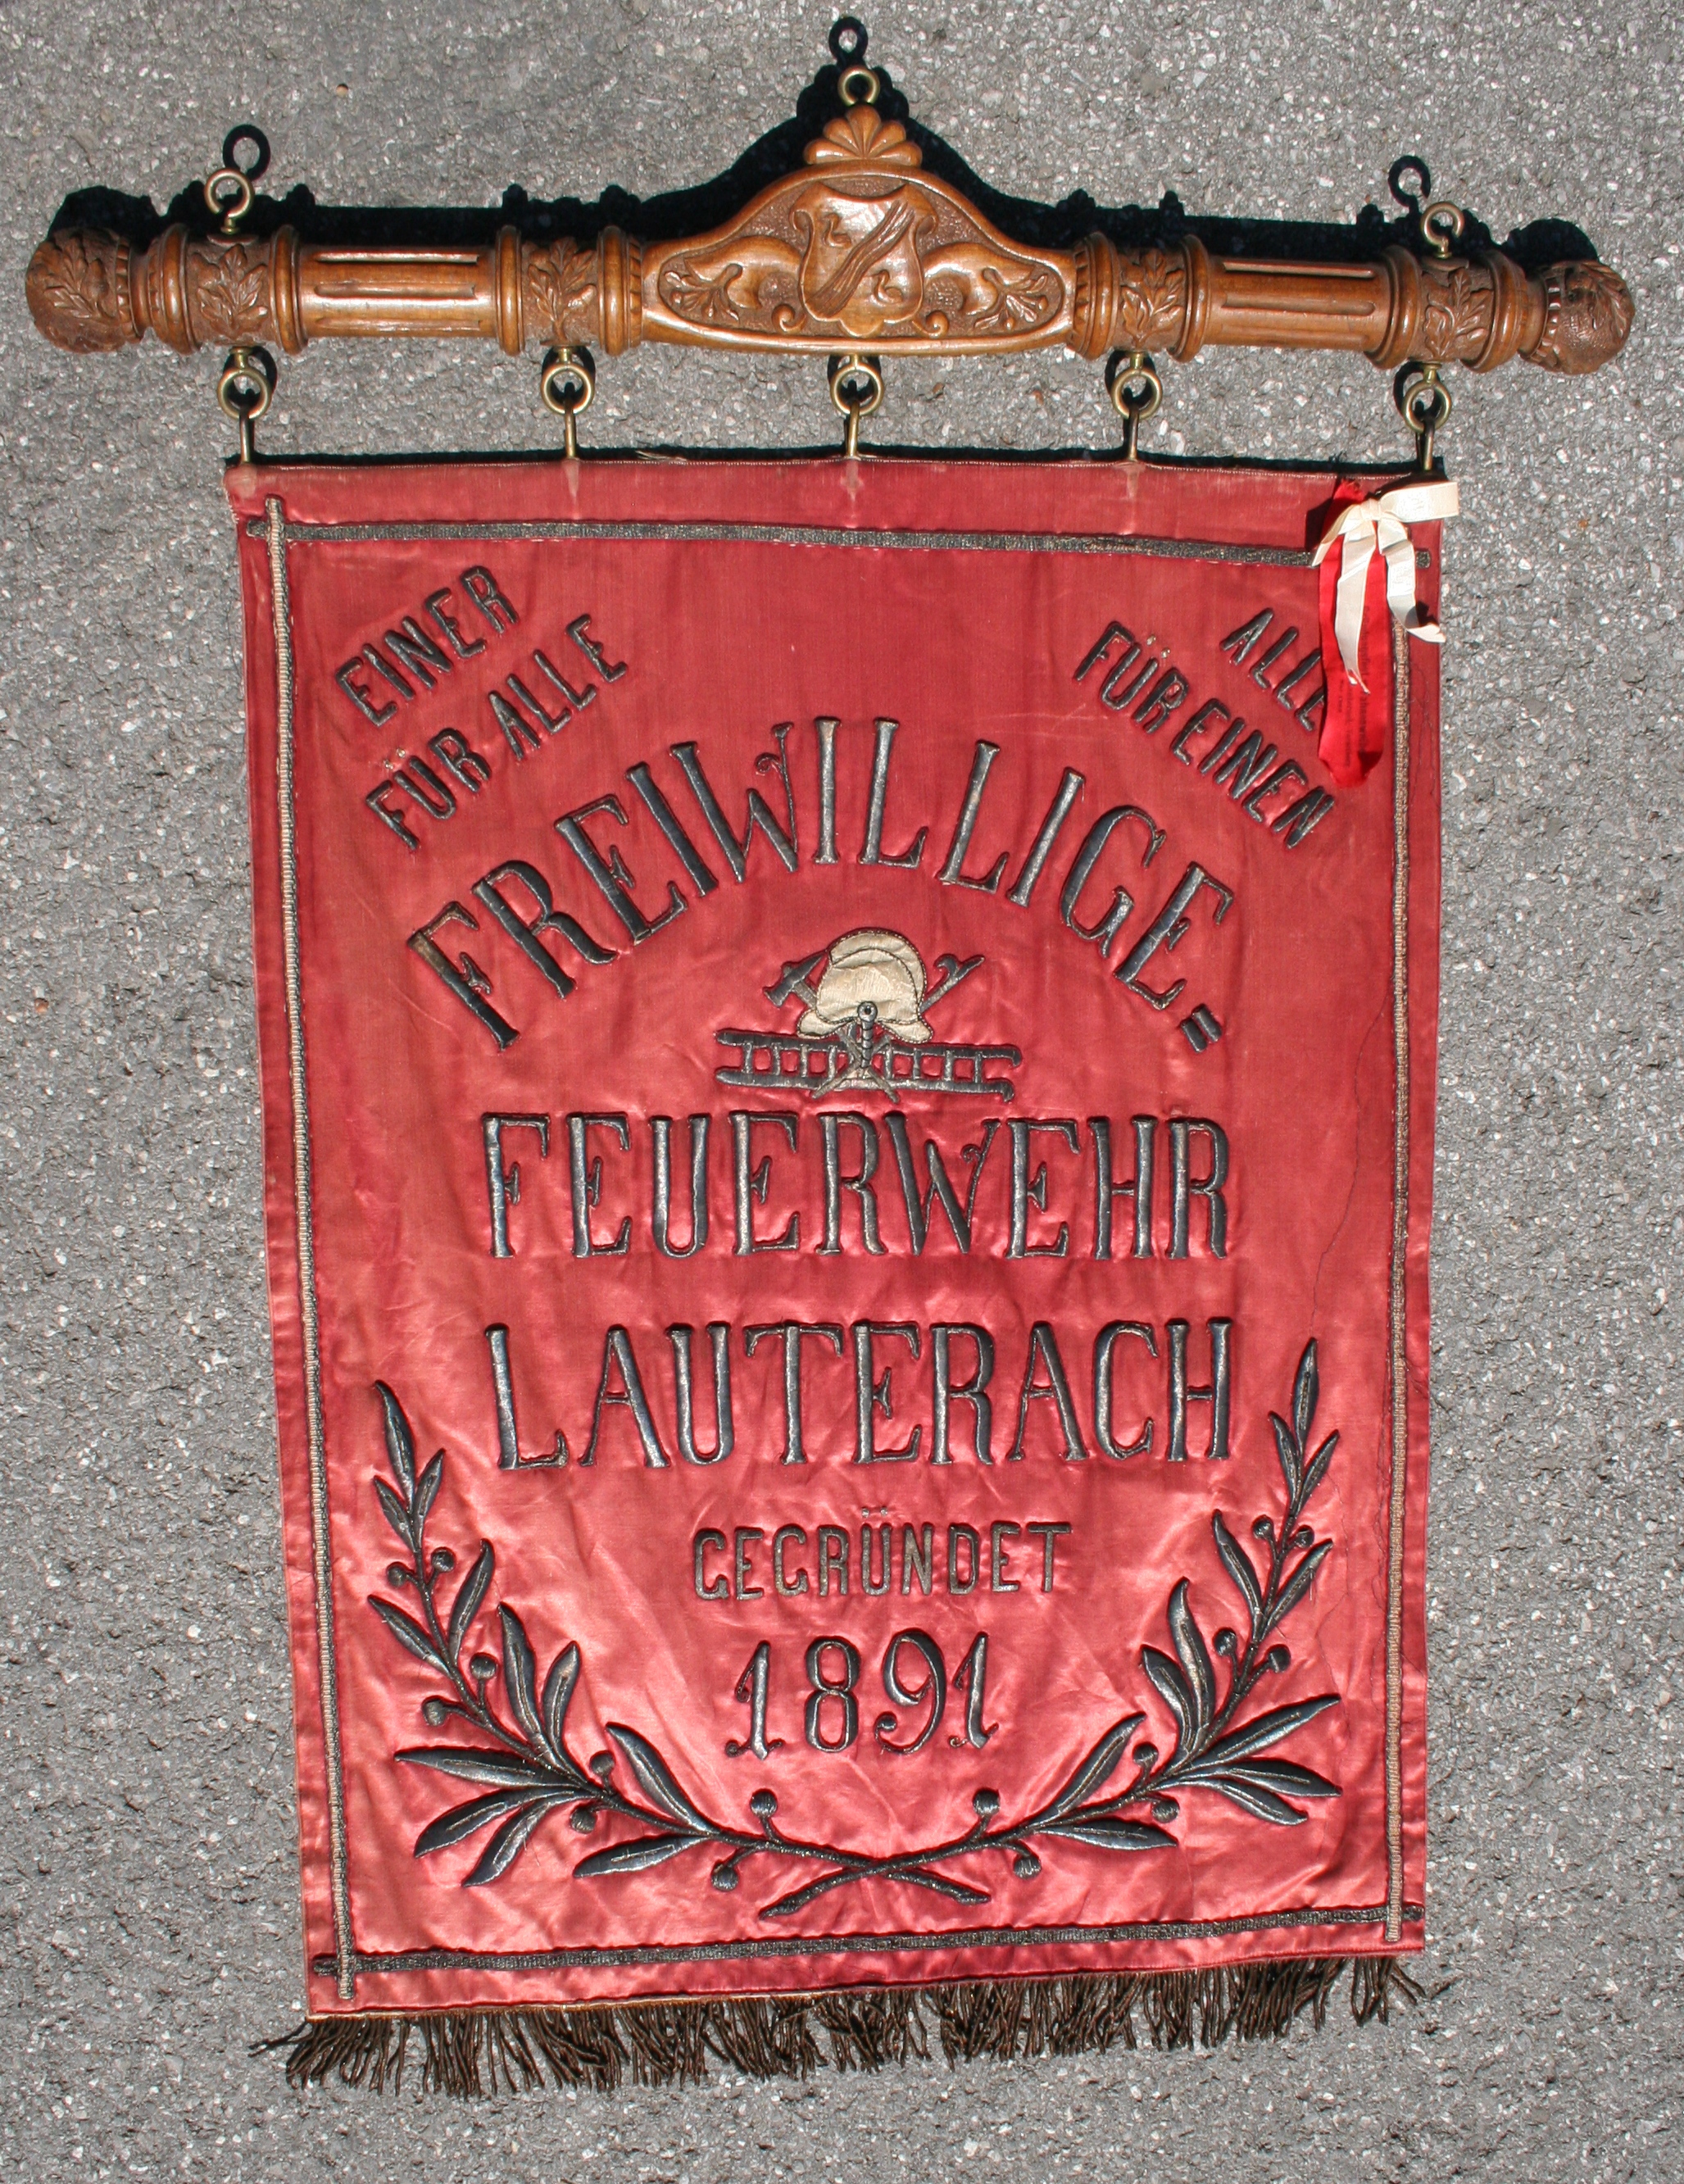 EINER
FÜR ALLE
ALLE
FÜR EINEN
FREIWILLIGE=
FEUERWEHR
LAUTERACH
GEGRÜNDET
1891